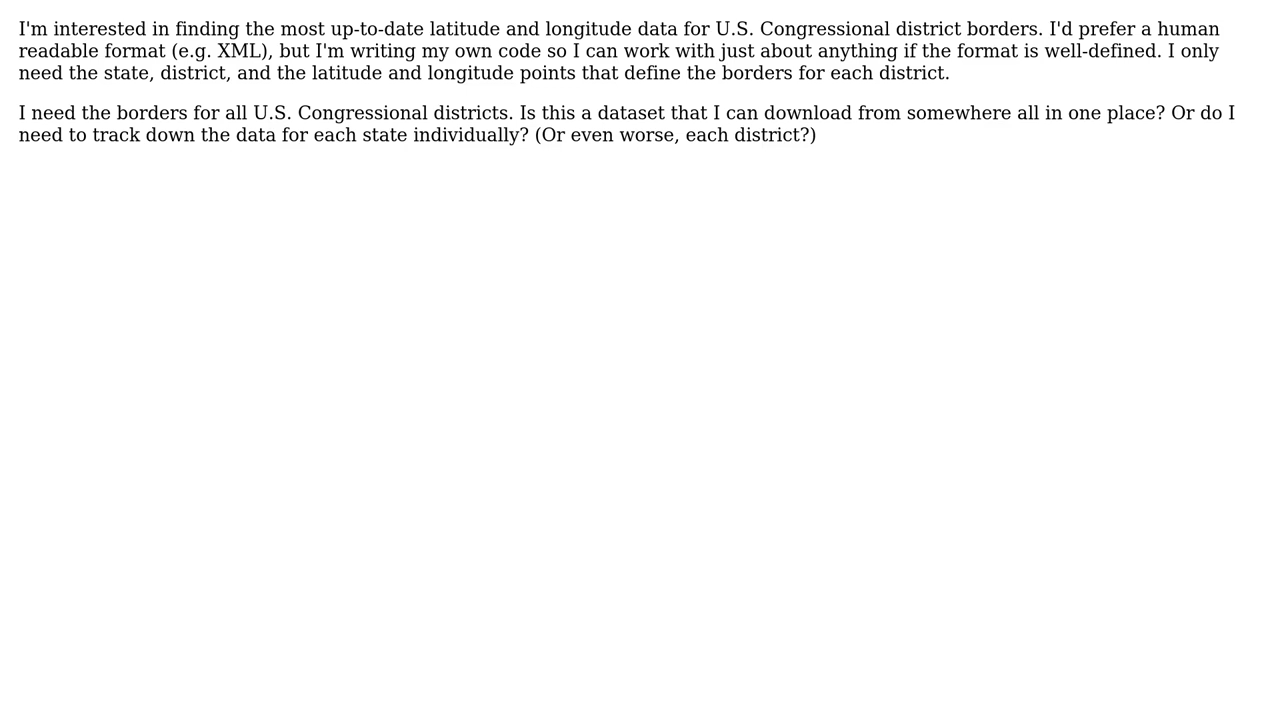 I'm interested in finding the most up-to-date latitude and longitude data for U.S. Congressional district borders. I'd prefer a human
readable format (e.g. XML), but I'm writing my own code so I can work with just about anything if the format is well-defined. I only
need the state, district, and the latitude and longitude points that define the borders for each district.
I need the borders for all U.S. Congressional districts. Is this a dataset that I can download from somewhere all in one place? Or do I
need to track down the data for each state individually? (Or even worse, each district?)